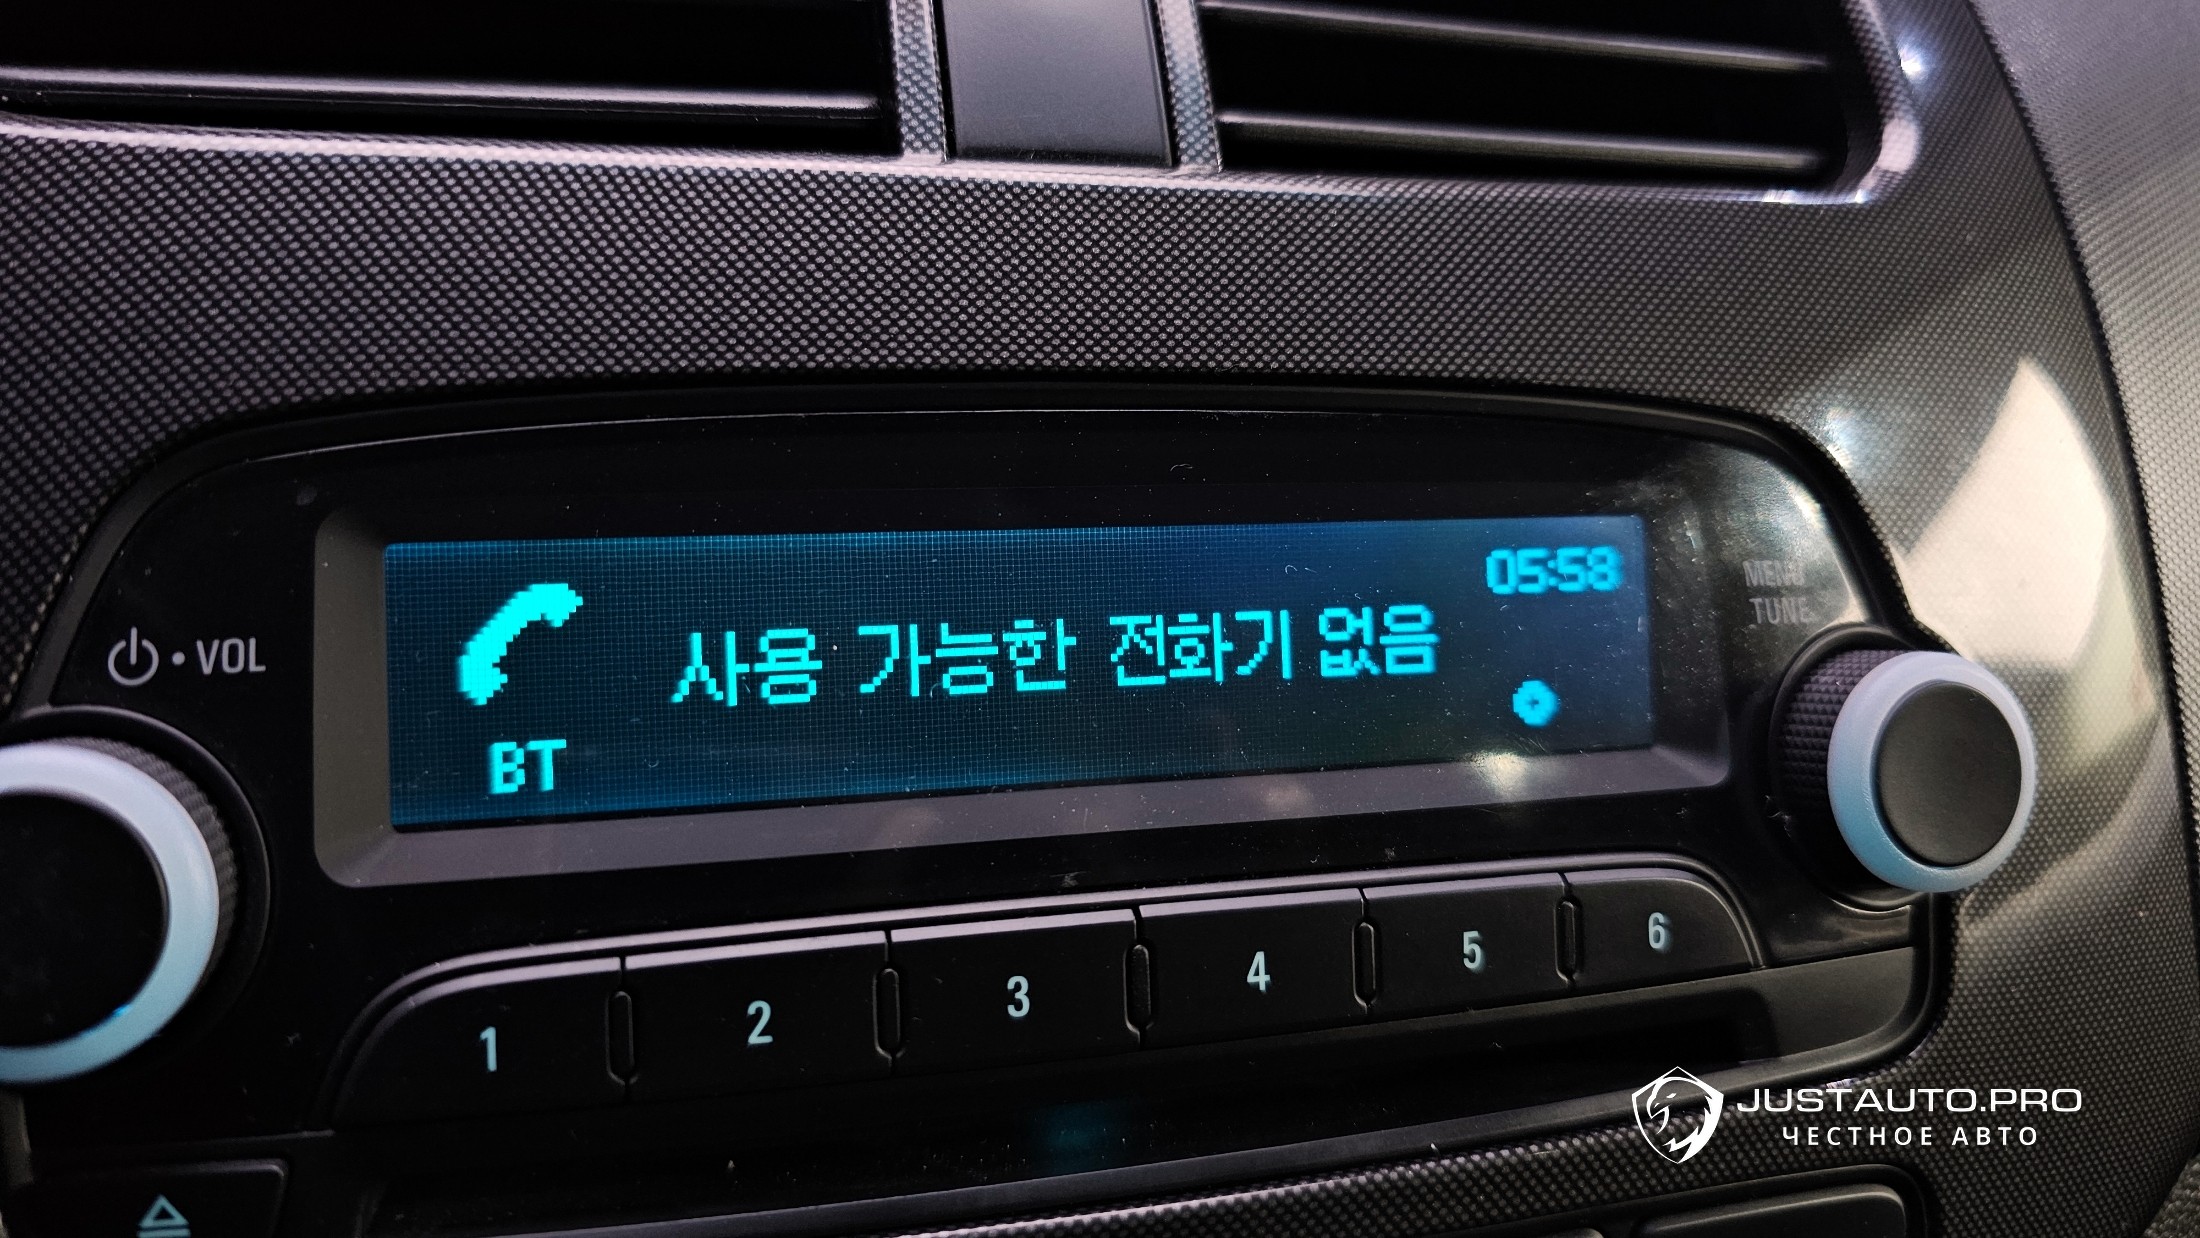 05:58
사용 가능한 전화기 없음
BT
VOL
MENU
TUNE
1
2
3
4
5
6
JUSTAUTO.PRO
ЧЕСТНОЕ АВТО